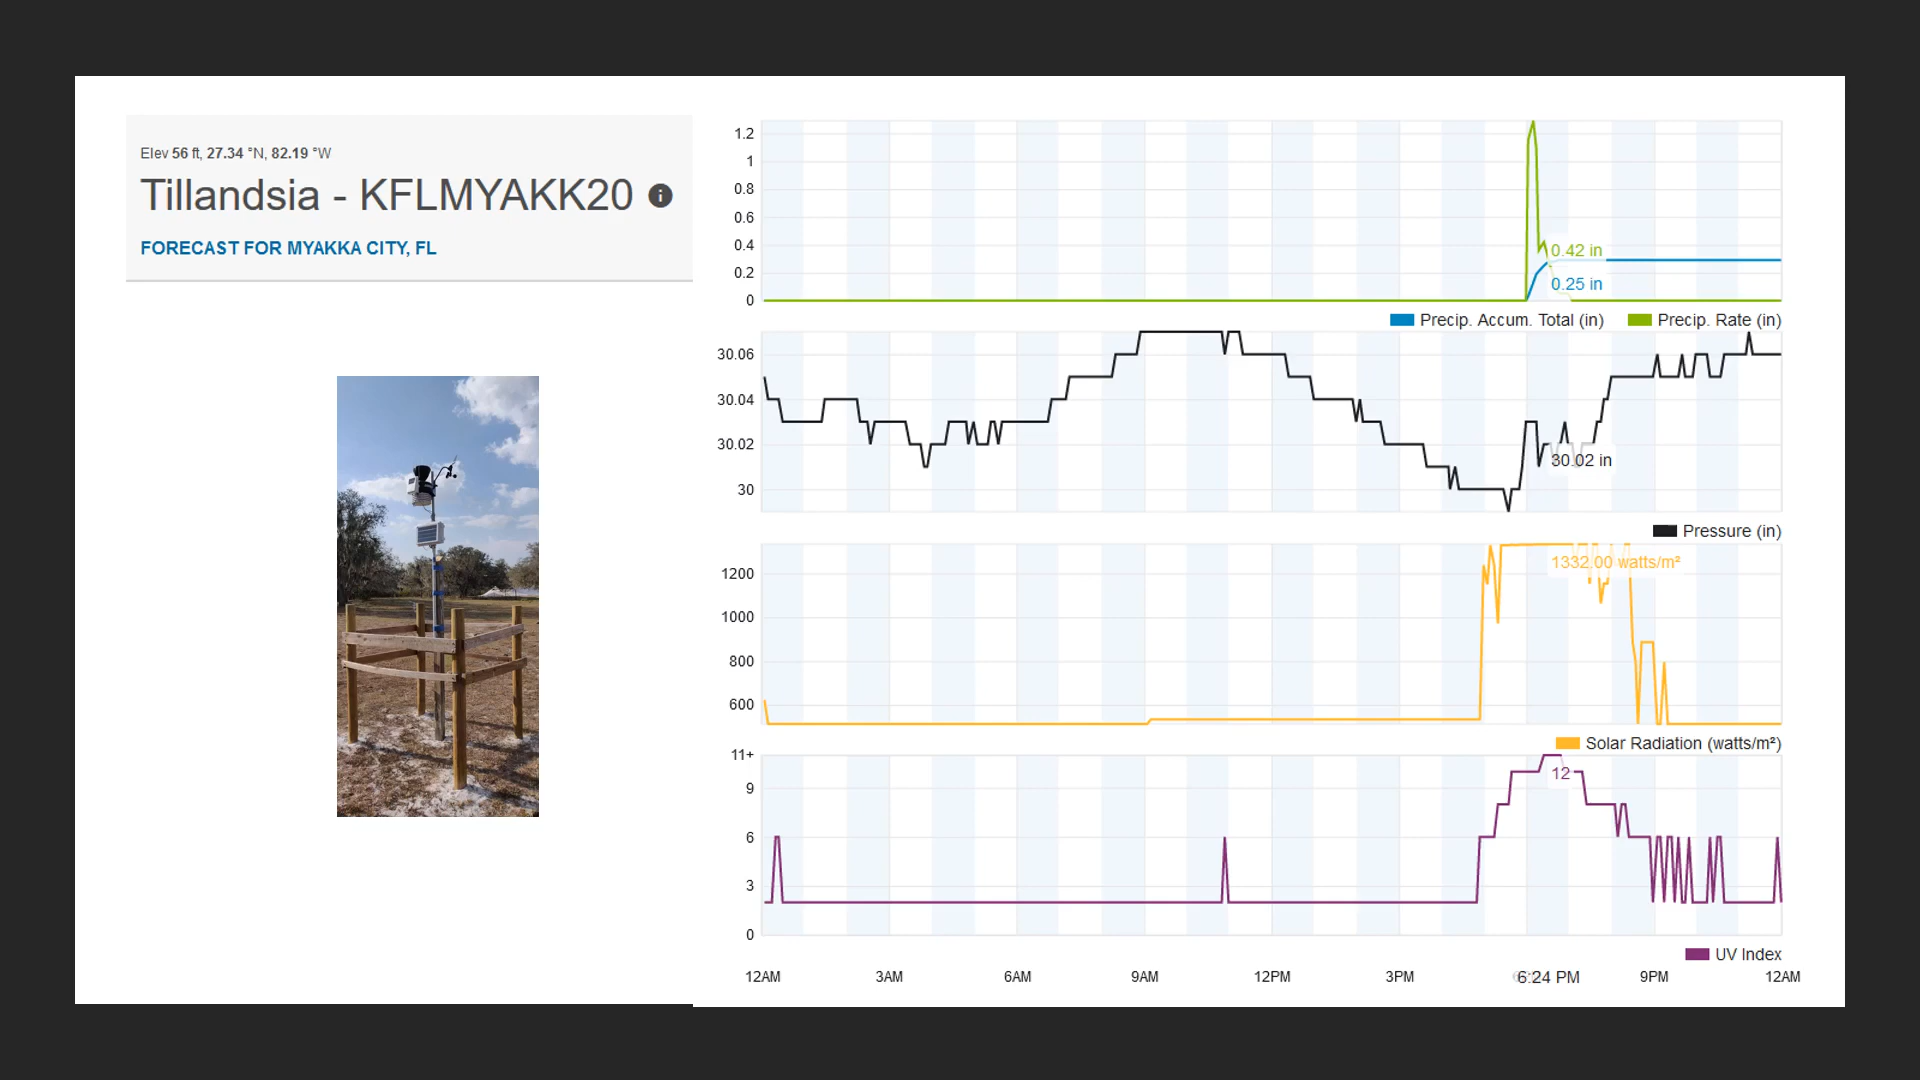 Elev 56 ft, 27.34 °N, 82.19 °W
Tillandsia - KFLMYAKK20
FORECAST FOR MYAKKA CITY, FL
1.2
1
0.8
0.6
0.4
0.2
0
0.42 in
0.25 in
Precip. Accum. Total (in) Precip. Rate (in)
30.06
30.04
30.02
30
30.02 in
Pressure (in)
1200
1000
800
600
1332.00 watts/m²
Solar Radiation (watts/m²)
11+
9
6
3
0
12
UV Index
12AM 3AM 6AM 9AM 12PM 3PM 6:24 PM 9PM 12AM